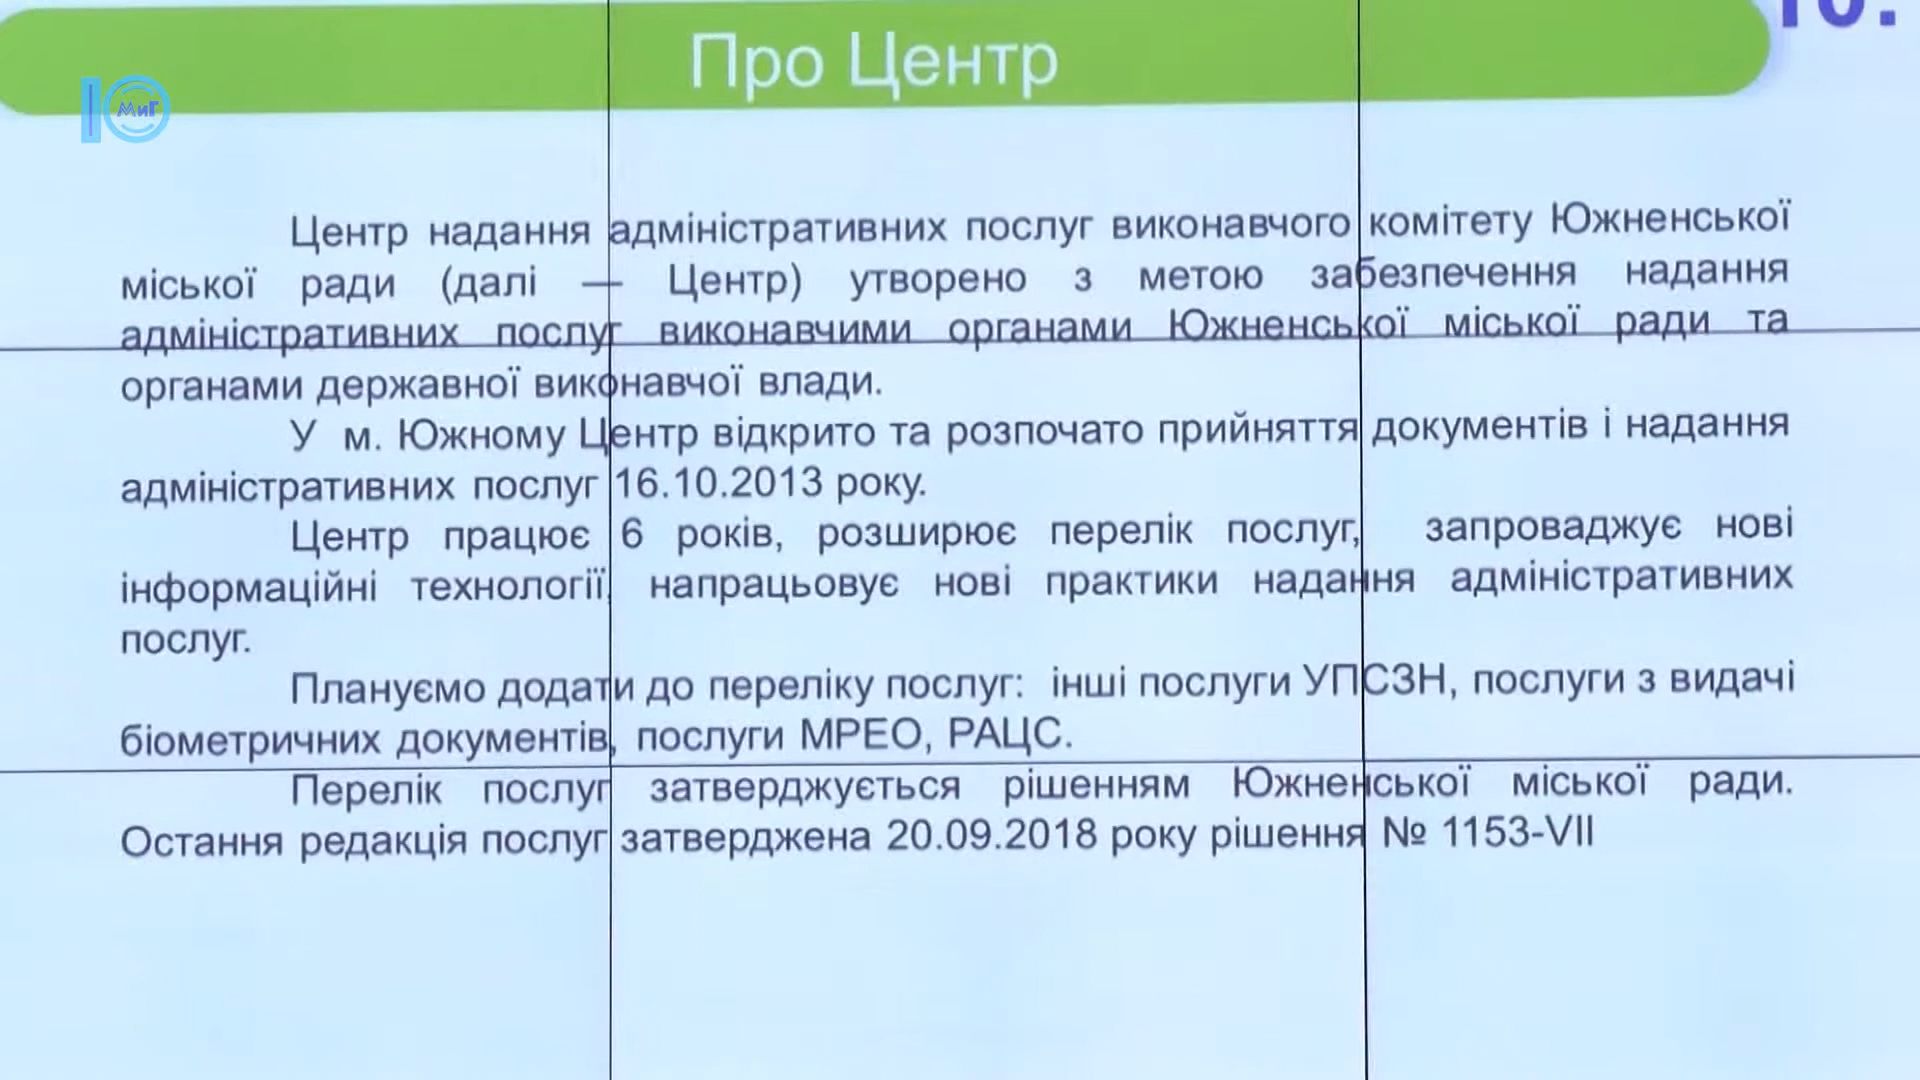 Про Центр
МиГ
Центр надання адміністративних послуг виконавчого комітету Южненської
міської ради (далі — Центр) утворено з метою забезпечення надання
адміністративних послуг виконавчими органами Южненської міської ради та
органами державної виконавчої влади.
У м. Южному Центр відкрито та розпочато прийняття документів і надання
адміністративних послуг 16.10.2013 року.
Центр працює 6 років, розширює перелік послуг, запроваджує нові
інформаційні технології, напрацьовує нові практики надання адміністративних
послуг.
Плануємо додати до переліку послуг: інші послуги УПСЗН, послуги з видачі
біометричних документів, послуги МРЕО, РАЦС.
Перелік послуг затверджується рішенням Южненської міської ради.
Остання редакція послуг затверджена 20.09.2018 року рішення № 1153-VII